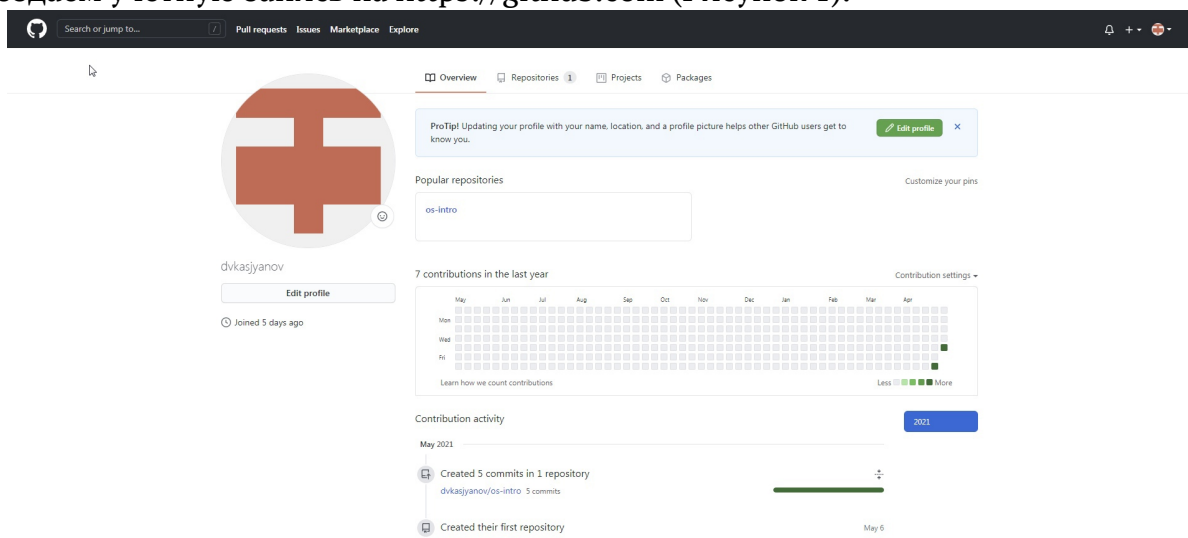 здаем учетную запись на https://github.com (Рисунок 1).
Search or jump to... / Pull requests Issues Marketplace Explore
Overview Repositories 1 Projects Packages
ProTip! Updating your profile with your name, location, and a profile picture helps other GitHub users get to
know you.
Edit profile
Popular repositories Customize your pins
os-intro
dvkasjyanov
Edit profile
Joined 5 days ago
7 contributions in the last year Contribution settings
May Jun Jul Aug Sep Oct Nov Dec Jan Feb Mar Apr
Mon
Wed
Fri
Learn how we count contributions Less More
Contribution activity 2021
May 2021
Created 5 commits in 1 repository
dvkasjyanov/os-intro 5 commits
Created their first repository May 6